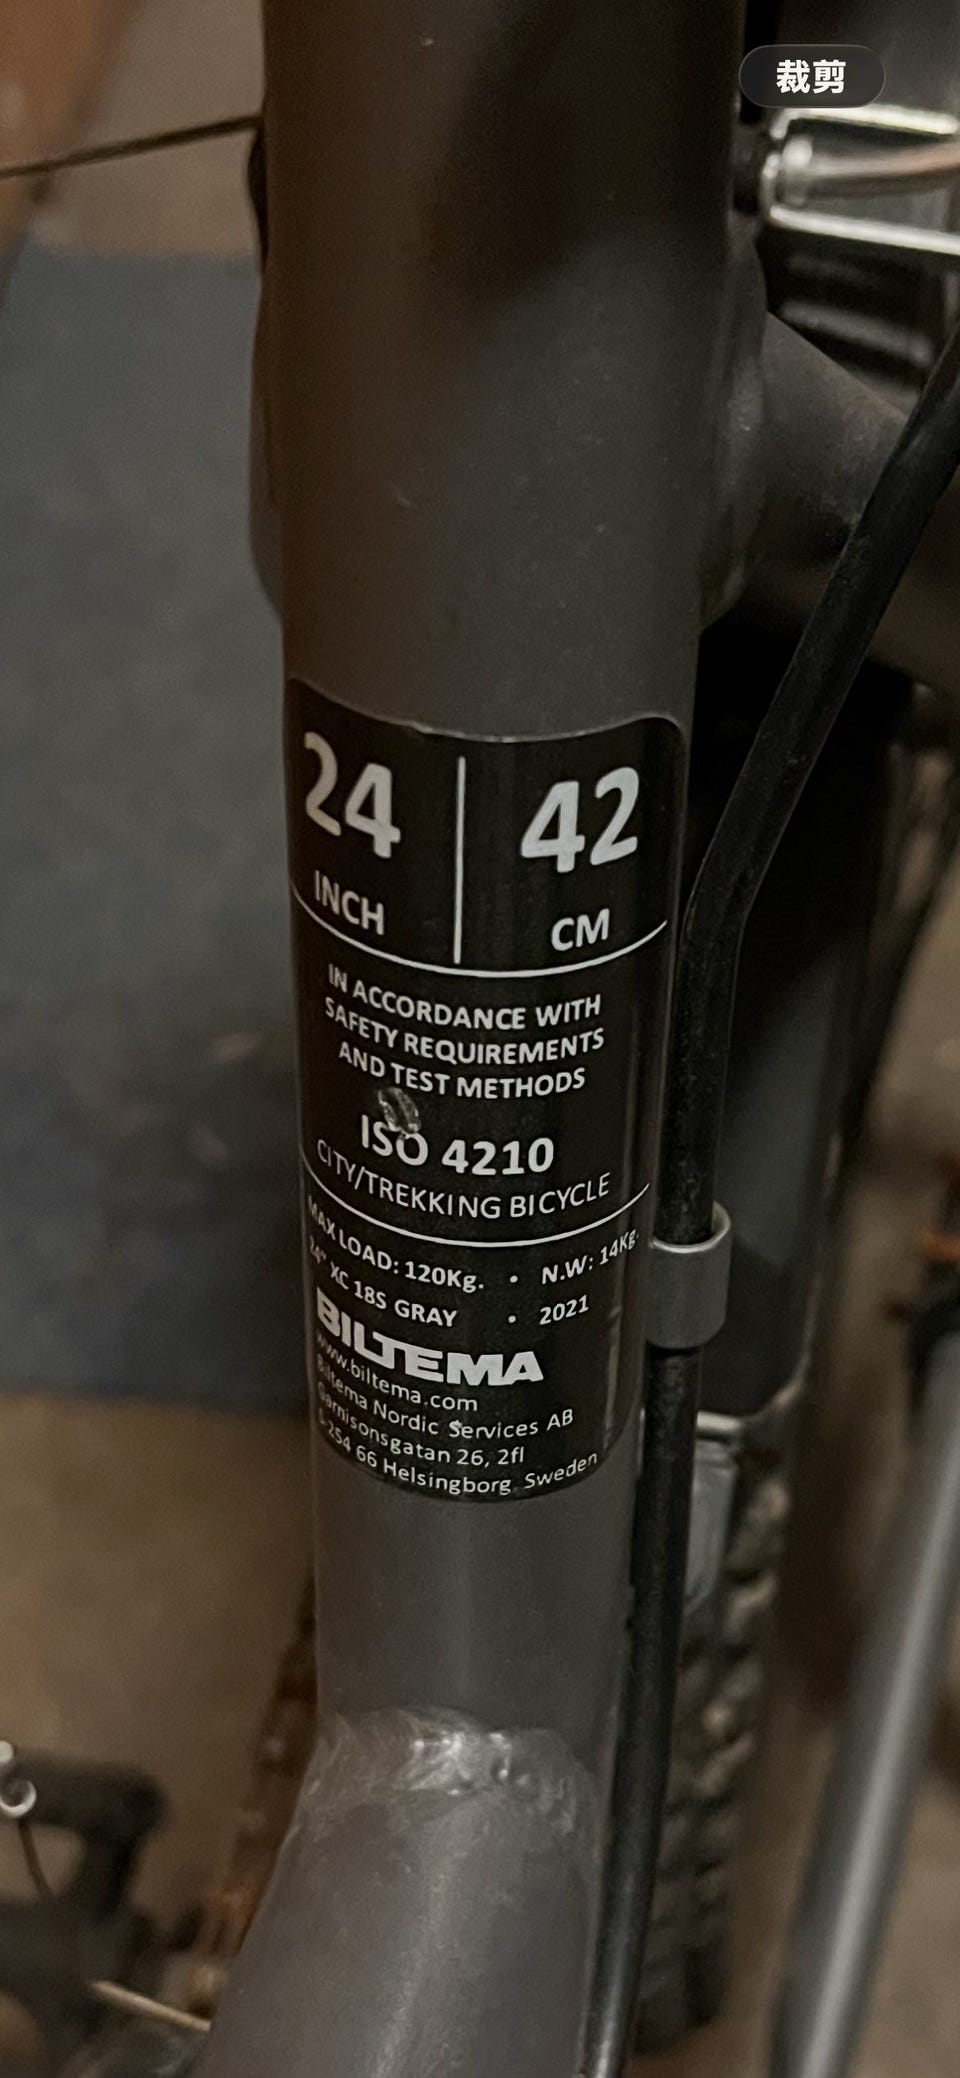 裁剪
24 42
INCH CM
IN ACCORDANCE WITH
SAFETY REQUIREMENTS
AND TEST METHODS
ISO 4210
CITY/TREKKING BICYCLE
MAX LOAD: 120Kg. • N.W: 14Kg.
24" XC 18S GRAY • 2021
BILTEMA
www.biltema.com
Biltema Nordic Services AB
Garnisonsgatan 26, 2fl
S-254 66 Helsingborg, Sweden